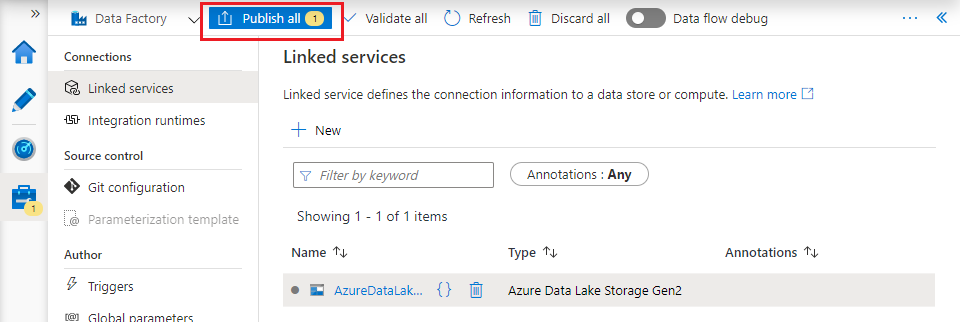 Data Factory
Publish all 1
Validate all
Refresh
Discard all
Data flow debug
Connections
Linked services
Integration runtimes
Source control
Git configuration
Parameterization template
Author
Triggers
Global parameters
1
Linked services
Linked service defines the connection information to a data store or compute. Learn more
New
Filter by keyword
Annotations : Any
Showing 1 - 1 of 1 items
Name Type Annotations
AzureDataLak... {} Azure Data Lake Storage Gen2